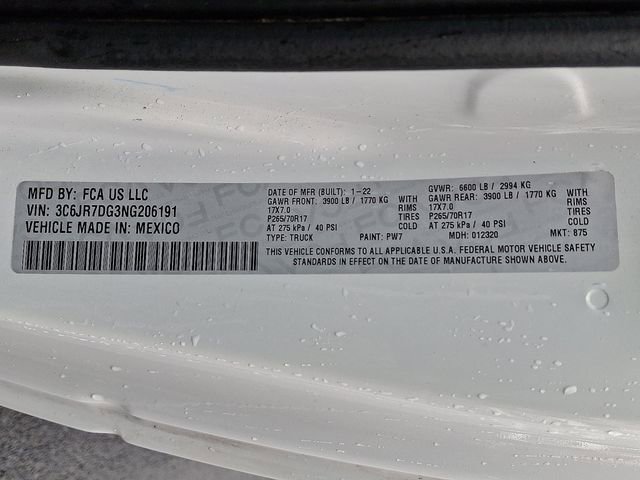 MFD BY: FCA US LLC
VIN: 3C6JR7DG3NG206191
VEHICLE MADE IN: MEXICO
DATE OF MFR (BUILT): 1-22
GAWR FRONT: 3900 LB / 1770 KG WITH
17X7.0 RIMS
P265/70R17 TIRES
AT 275 kPa / 40 PSI COLD
TYPE: TRUCK PAINT: PW7
GVWR: 6600 LB / 2994 KG
GAWR REAR: 3900 LB / 1770 KG WITH
17X7.0 RIMS
P265/70R17 TIRES
AT 275 kPa / 40 PSI COLD
MDH: 012320 MKT: 875
THIS VEHICLE CONFORMS TO ALL APPLICABLE U.S.A. FEDERAL MOTOR VEHICLE SAFETY
STANDARDS IN EFFECT ON THE DATE OF MANUFACTURE SHOWN ABOVE.